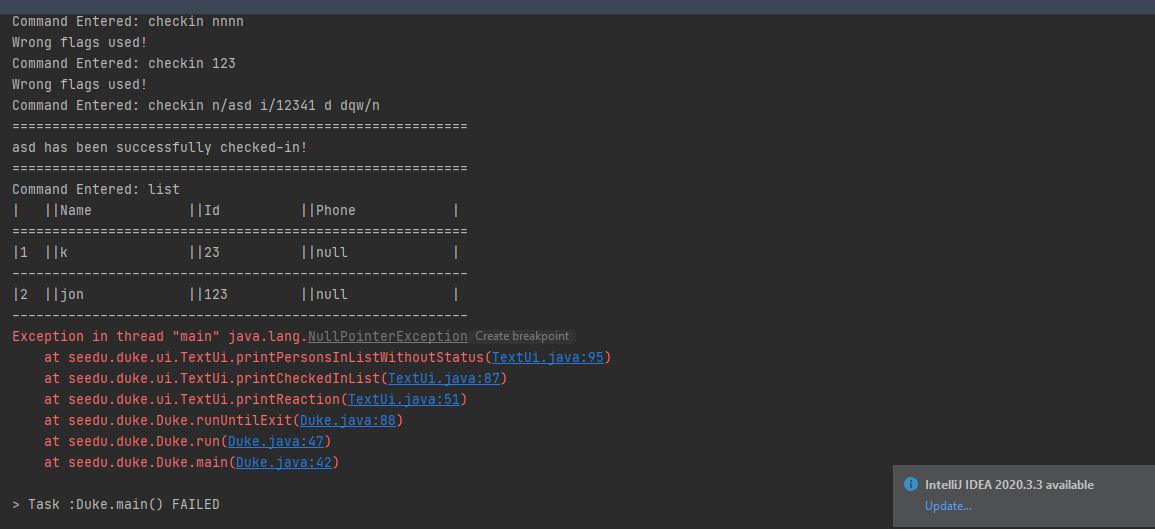 Command Entered: checkin nnnn
Wrong flags used!
Command Entered: checkin 123
Wrong flags used!
Command Entered: checkin n/asd i/12341 d dqw/n
=========================================================
asd has been successfully checked-in!
=========================================================
Command Entered: list
|   ||Name            ||Id          ||Phone            |
=========================================================
|1  ||k               ||23          ||null             |
---------------------------------------------------------
|2  ||jon             ||123         ||null             |
---------------------------------------------------------
Exception in thread "main" java.lang.NullPointerException Create breakpoint
    at seedu.duke.ui.TextUi.printPersonsInListWithoutStatus(TextUi.java:95)
    at seedu.duke.ui.TextUi.printCheckedInList(TextUi.java:87)
    at seedu.duke.ui.TextUi.printReaction(TextUi.java:51)
    at seedu.duke.Duke.runUntilExit(Duke.java:88)
    at seedu.duke.Duke.run(Duke.java:47)
    at seedu.duke.Duke.main(Duke.java:42)
> Task :Duke.main() FAILED
IntelliJ IDEA 2020.3.3 available
Update...